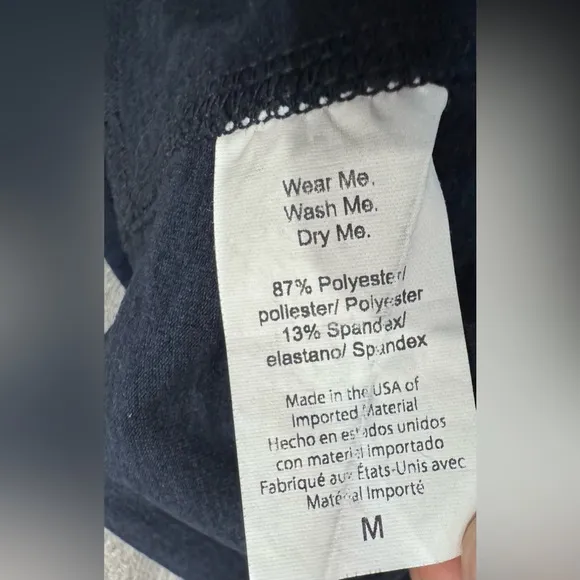 Wear Me.
Wash Me.
Dry Me.
87% Polyester/
poliester/ Polyester
13% Spandex/
elastano/ Spandex
Made in the USA of
Imported Material
Hecho en estados unidos
con material importado
Fabriqué aux États-Unis avec
Matérial Importé
M